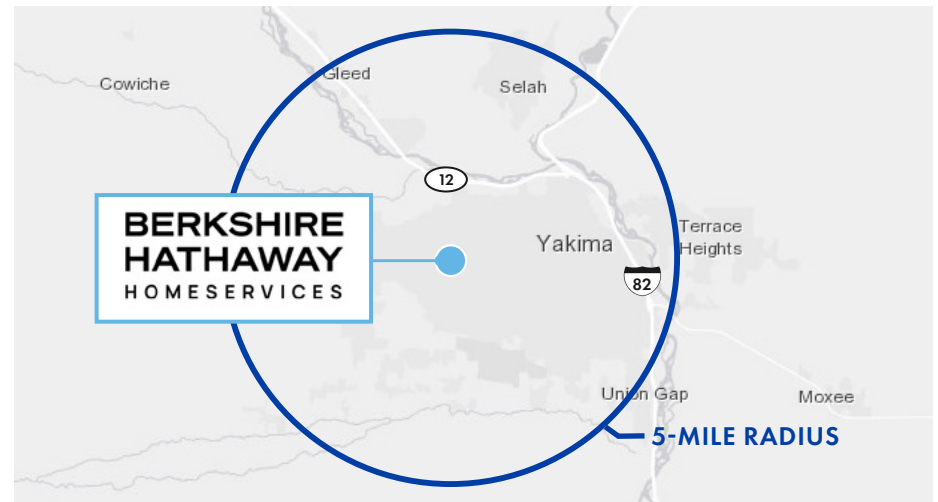 Gleed
Cowiche
Selah
12
BERKSHIRE
HATHAWAY
HOMESERVICES
Yakima
Terrace
Heights
82
Union Gap
Moxee
5-MILE RADIUS